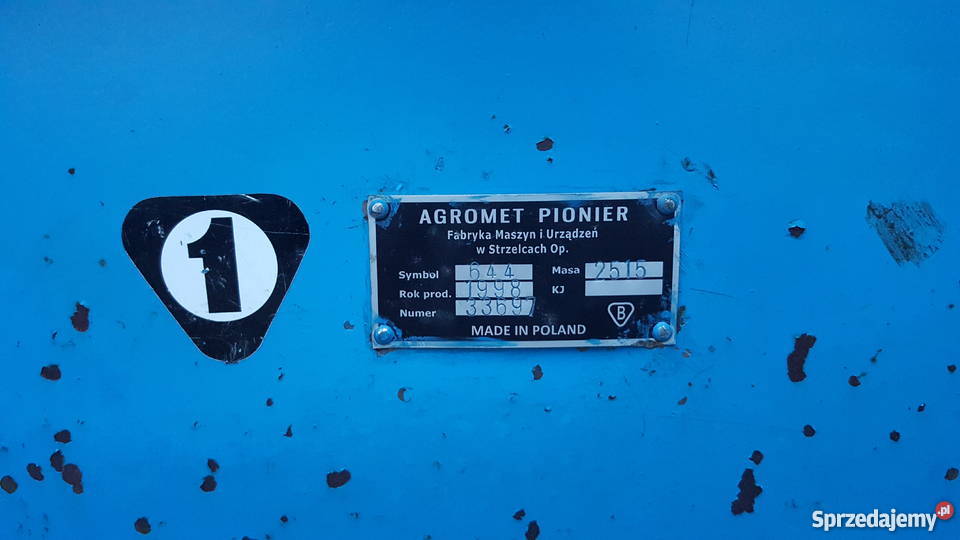 1
AGROMET PIONIER
Fabryka Maszyn i Urządzeń
w Strzelcach Op.
Symbol 644 Masa 2515
Rok prod. 1998 KJ
Numer 33697 B
MADE IN POLAND
Sprzedajemy.pl